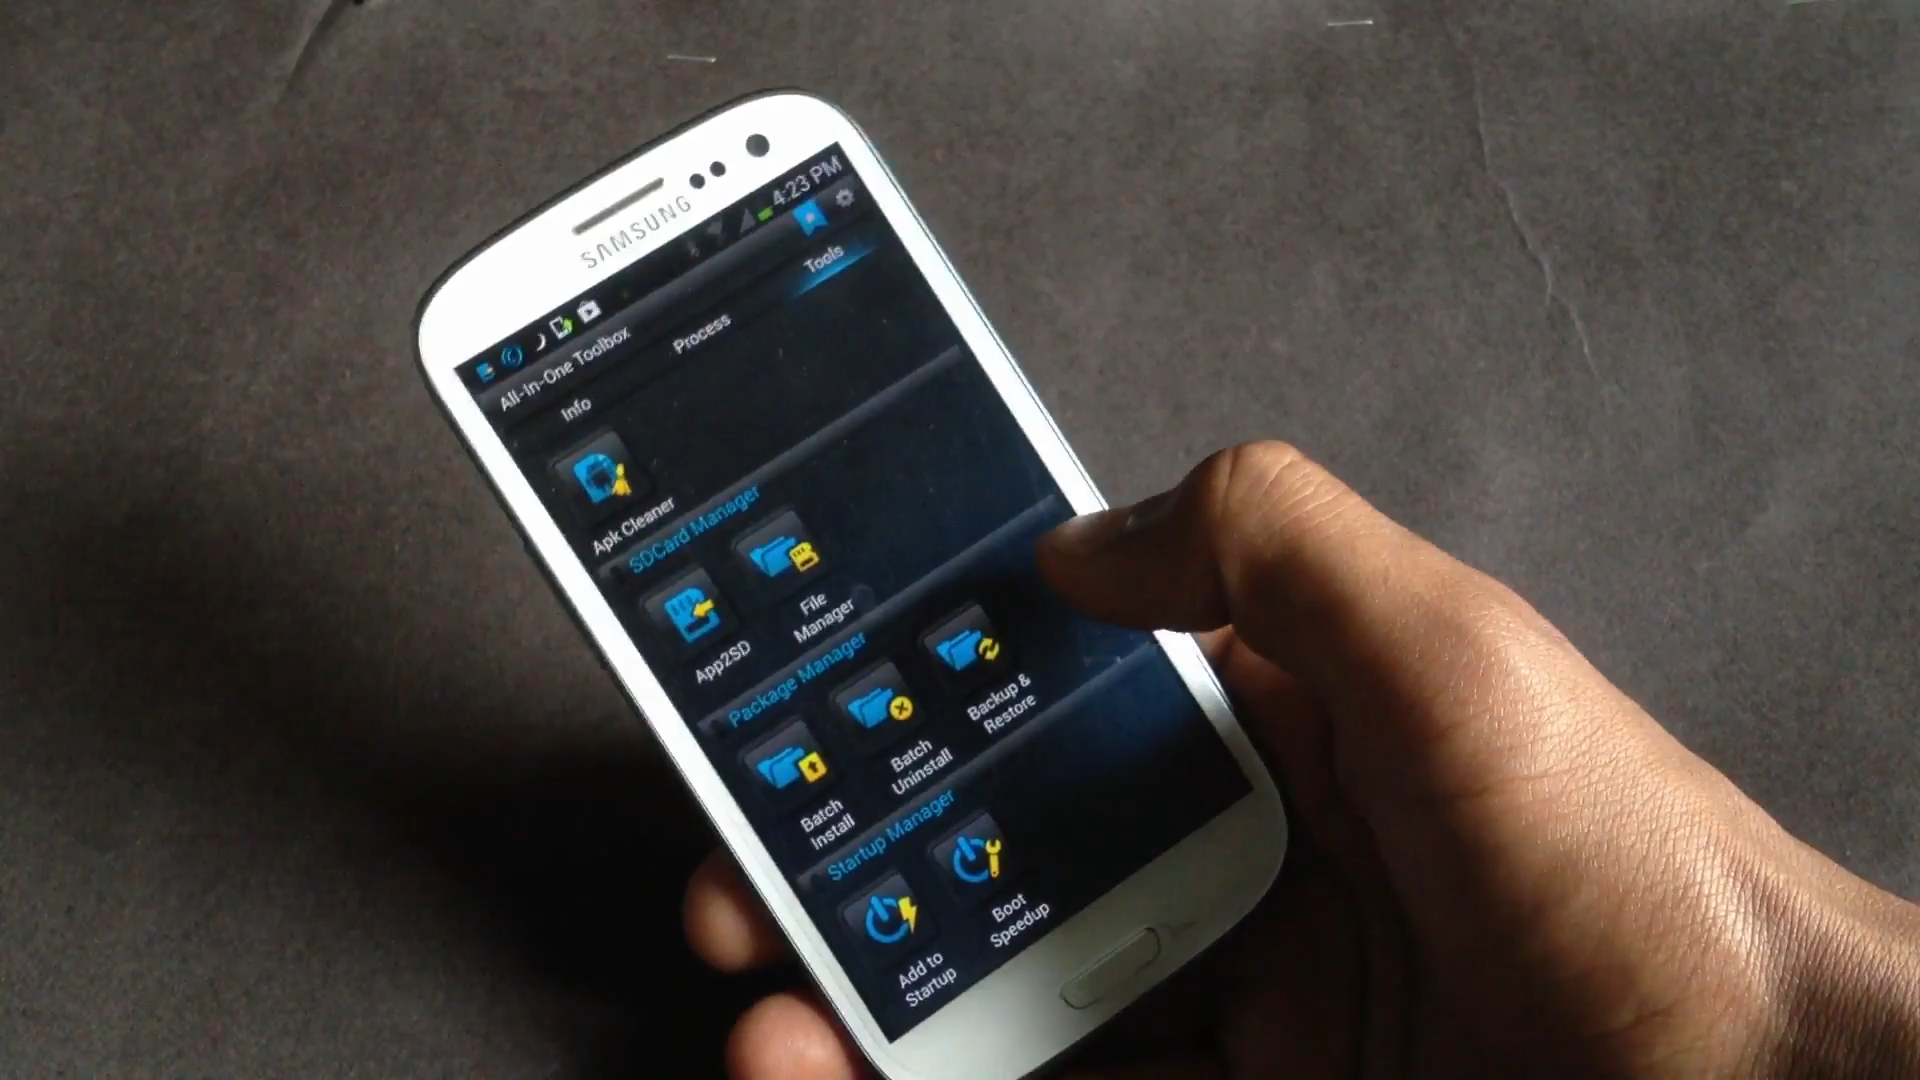 SAMSUNG
4:23 PM
All-In-One Toolbox
Info
Process
Tools
Apk Cleaner
SDCard Manager
App2SD
File
Manager
Package Manager
Batch
Install
Batch
Uninstall
Backup &
Restore
Startup Manager
Add to
Startup
Boot
Speedup